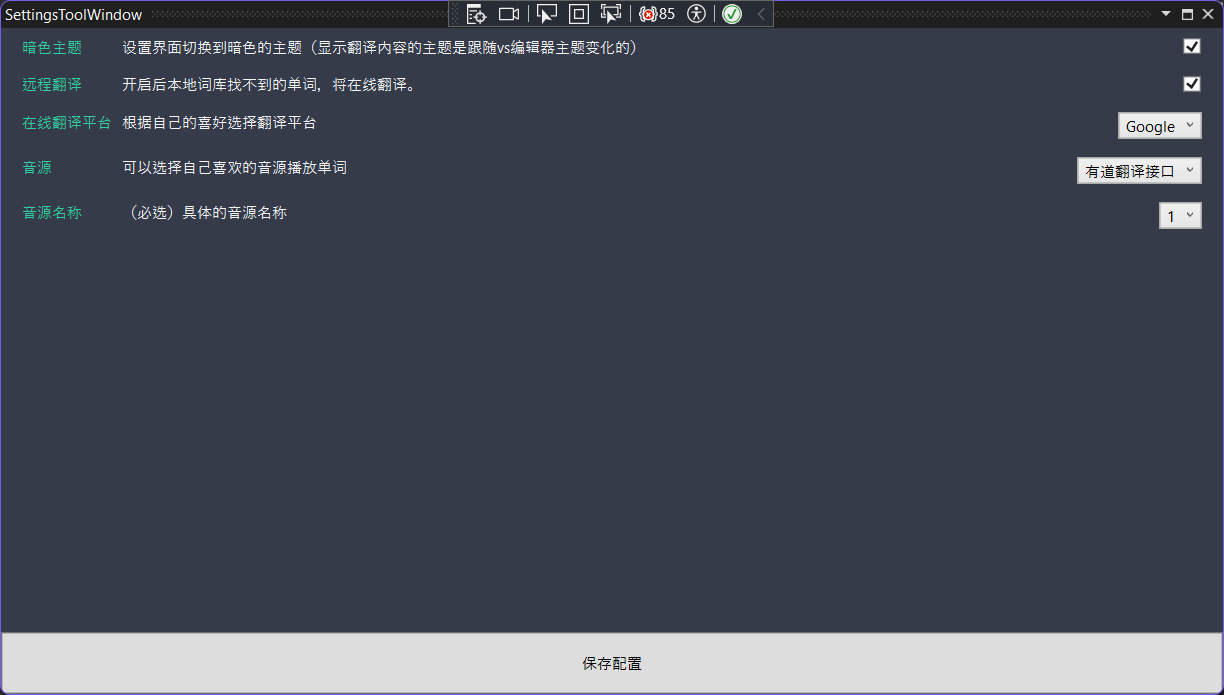 SettingsToolWindow
85
暗色主题 设置界面切换到暗色的主题（显示翻译内容的主题是跟随vs编辑器主题变化的）
远程翻译 开启后本地词库找不到的单词，将在线翻译。
在线翻译平台 根据自己的喜好选择翻译平台 Google
音源 可以选择自己喜欢的音源播放单词 有道翻译接口
音源名称 （必选）具体的音源名称 1
保存配置